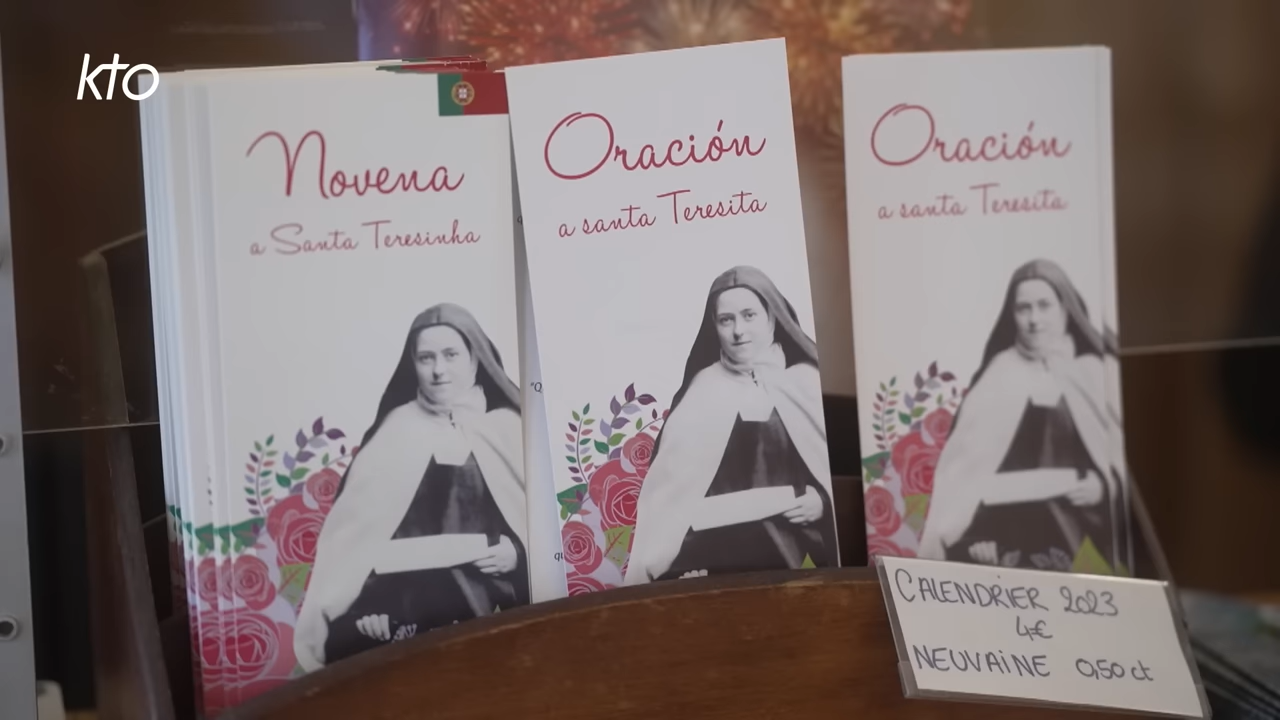 kto
Novena
a Santa Teresinha
Oración
a santa Teresita
Oración
a santa Teresita
CALENDRIER 2023
4€
NEUVAINE 0,50 ct